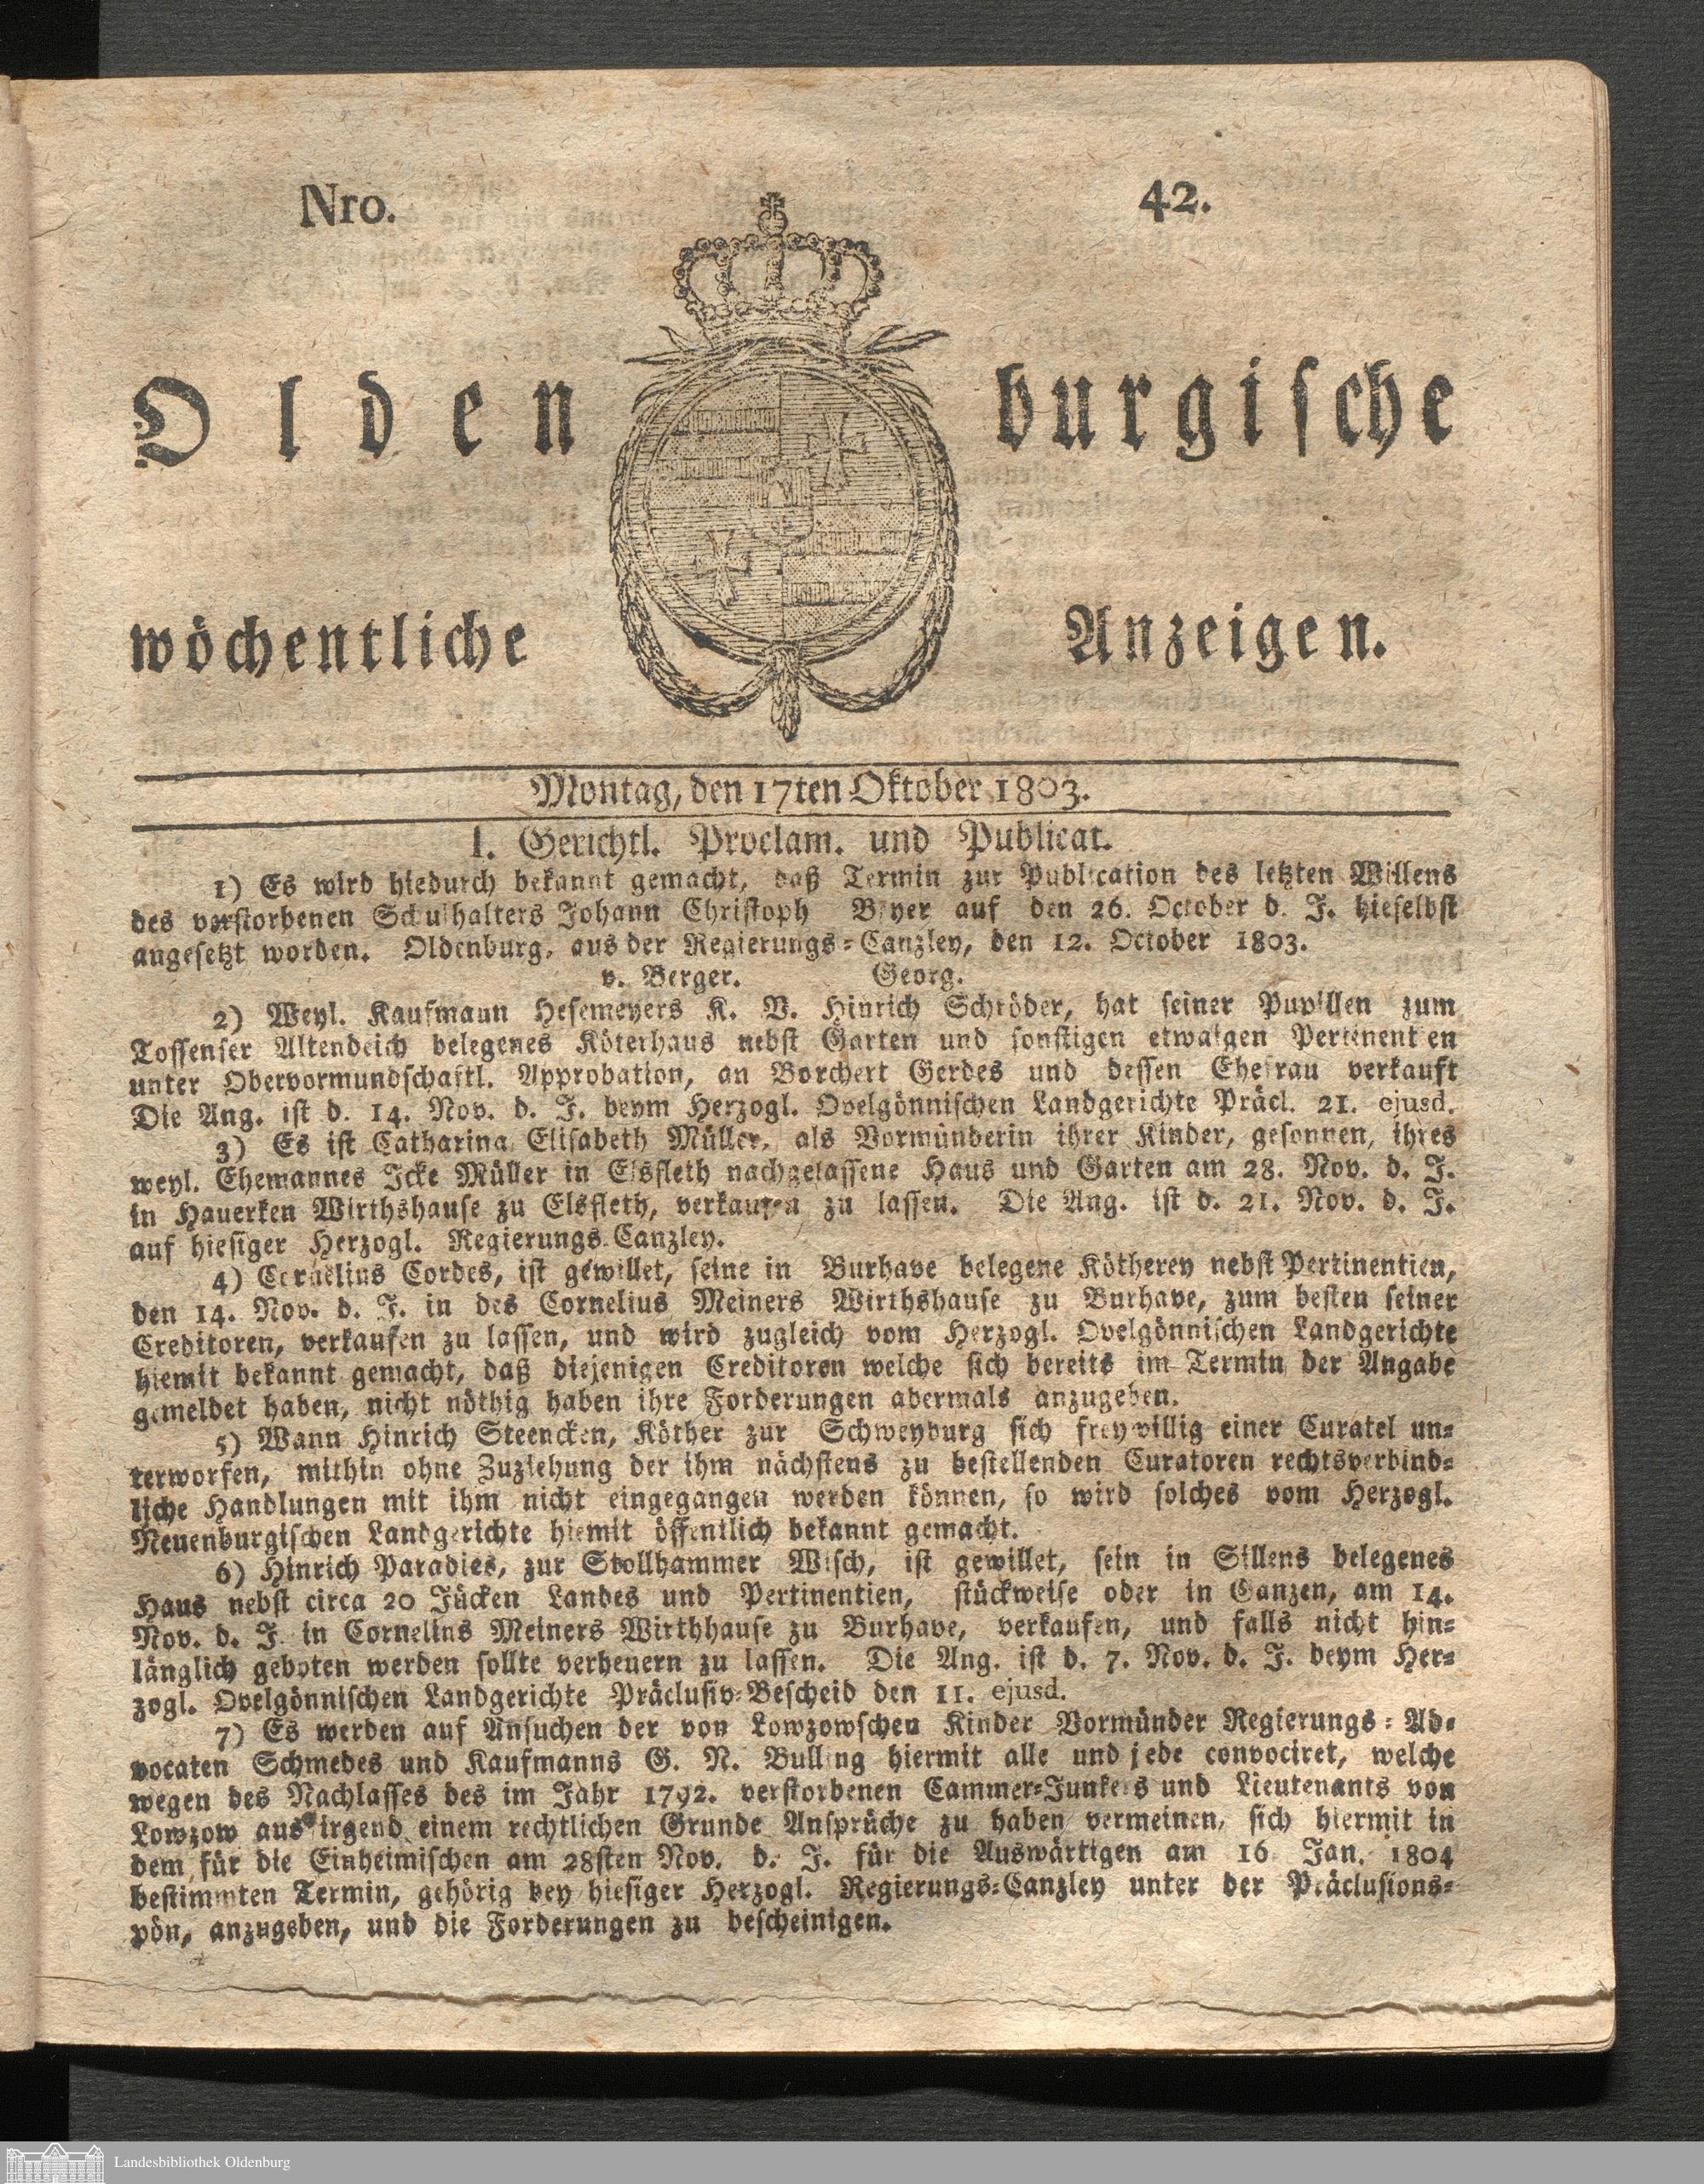 Nro. 42.
Olden burgische
wöchentliche Anzeigen.
Montag, den 17ten Oktober 1803.
I. Gerichtl. Proclam. und Publicat.
1) Es wird hiedurch bekannt gemacht, daß Termin zur Publication des letzten Willens
des verstorbenen Schulhalters Johann Christoph auf den 26. October d. J. hieselbst
angesetzt worden. Oldenburg, aus der Regierungs-Canzley, den 12. October 1803.
v. Berger. Georg.
2) Weyl. Kaufmann Hesemeyers K. V. Hinrich Schröder, hat seiner Pupillen zum
Tossenser Altendeich belegenes Köterhaus nebst Garten und sonstigen etwaigen Pertinentien
unter Obervormundschaftl. Approbation, an Borchert Gerdes und dessen Ehefrau verkauft
Die Ang. ist d. 14. Nov. d. J. beym Herzogl. Ovelgönnischen Landgerichte Präcl. 21. ejusd.
3) Es ist Catharina Elisabeth Müller, als Vormünderin ihrer Kinder, gesonnen, ihres
weyl. Ehemannes Icke Müller in Elsfleth nachgelassene Haus und Garten am 28. Nov. d. J.
in Hauerken Wirthshause zu Elsfleth, verkaufen zu lassen. Die Ang. ist d. 21. Nov. d. J.
auf hiesiger Herzogl. Regierungs-Canzley.
4) Cornelius Cordes, ist gewillet, seine in Burhave belegene Kötherey nebst Pertinentien,
den 14. Nov. d. J. in des Cornelius Meiners Wirthshause zu Burhave, zum besten seiner
Creditoren, verkaufen zu lassen, und wird zugleich vom Herzogl. Ovelgönnischen Landgerichte
hiemit bekannt gemacht, daß diejenigen Creditoren welche sich bereits im Termin der Angabe
gemeldet haben, nicht nöthig haben ihre Forderungen abermals anzugeben.
5) Wann Hinrich Steencken, Köther zur Schweyburg sich freywillig einer Curatel un-
terworfen, mithin ohne Zuziehung der ihm nächstens zu bestellenden Curatoren rechtsverbind-
liche Handlungen mit ihm nicht eingegangen werden können, so wird solches vom Herzogl.
Neuenburgischen Landgerichte hiemit öffentlich bekannt gemacht.
6) Hinrich Paradies, zur Stollhammer Wisch, ist gewillet, sein in Sillens belegenes
Haus nebst circa 20 Jücken Landes und Pertinentien, stückweise oder in Ganzen, am 14.
Nov. d. J. in Cornelius Meiners Wirthhause zu Burhave, verkaufen, und falls nicht hin-
länglich geboten werden sollte verheuern zu lassen. Die Ang. ist d. 7. Nov. d. J. beym Her-
zogl. Ovelgönnischen Landgerichte Präclusiv-Bescheid den 11. ejusd.
7) Es werden auf Ansuchen der von Lowzowschen Kinder Vormünder Regierungs-Ad-
vocaten Schmedes und Kaufmanns G. N. Bulling hiermit alle und jede convociret, welche
wegen des Nachlasses des im Jahr 1792. verstorbenen Cammer-Junkers und Lieutenants von
Lowzow aus irgend einem rechtlichen Grunde Ansprüche zu haben vermeinen, sich hiermit in
dem für die Einheimischen am 28sten Nov. d. J. für die Auswärtigen am 16 Jan. 1804
bestimmten Termin, gehörig bey hiesiger Herzogl. Regierungs-Canzley unter der Präclusions-
pön, anzugeben, und die Forderungen zu bescheinigen.
Landesbibliothek Oldenburg